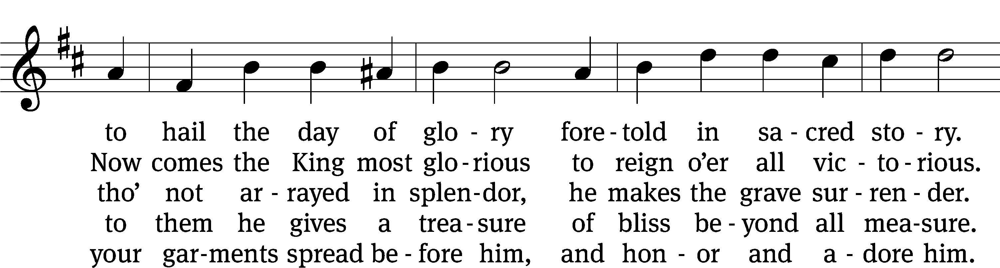 to hail the day of glo - ry fore - told in sa - cred sto - ry.
Now comes the King most glo - rious to reign o’er all vic - to - rious.
tho’ not ar - rayed in splen - dor, he makes the grave sur - ren - der.
to them he gives a trea - sure of bliss be - yond all mea - sure.
your gar - ments spread be - fore him, and hon - or and a - dore him.